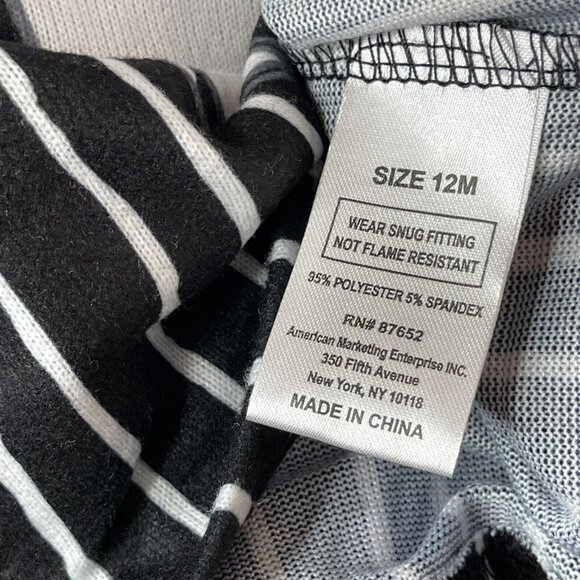 SIZE 12M
WEAR SNUG FITTING
NOT FLAME RESISTANT
95% POLYESTER 5% SPANDEX
RN# 87652
American Marketing Enterprise INC.
350 Fifth Avenue
New York, NY 10118
MADE IN CHINA